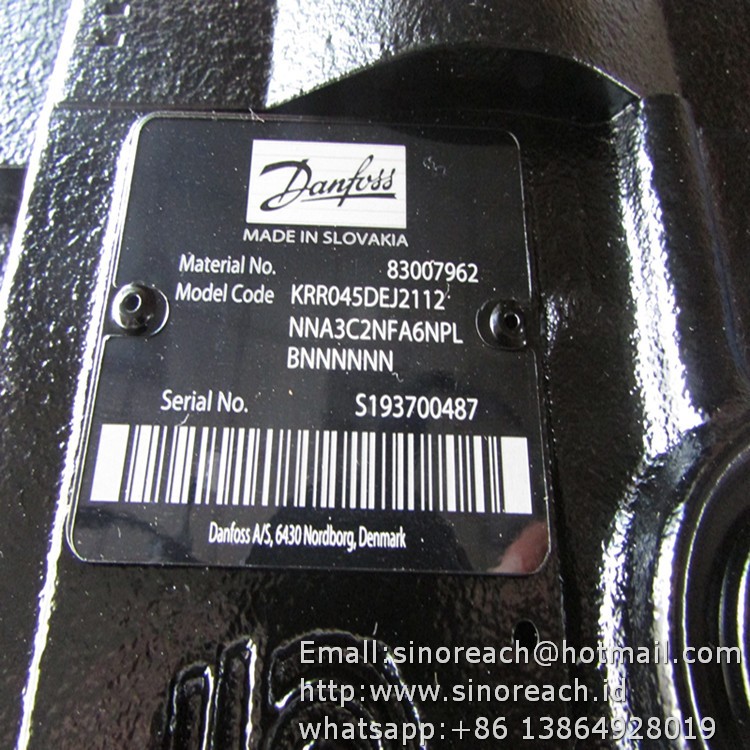 Danfoss
MADE IN SLOVAKIA
Material No. 83007962
Model Code KRR045DEJ2112
NNA3C2NFA6NPL
BNNNNNN
Serial No. S193700487
Danfoss A/S, 6430 Nordborg, Denmark
Email:sinoreach@hotmail.com
http:www.sinoreach.id
whatsapp:+86 13864928019